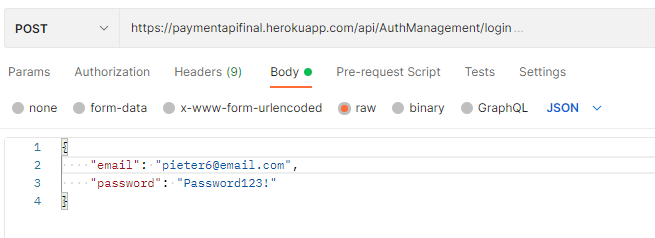 POST https://paymentapifinal.herokuapp.com/api/AuthManagement/login ...
Params Authorization Headers (9) Body Pre-request Script Tests Settings
none form-data x-www-form-urlencoded raw binary GraphQL JSON
1 {
2 "email": "pieter6@email.com",
3 "password": "Password123!"
4 }